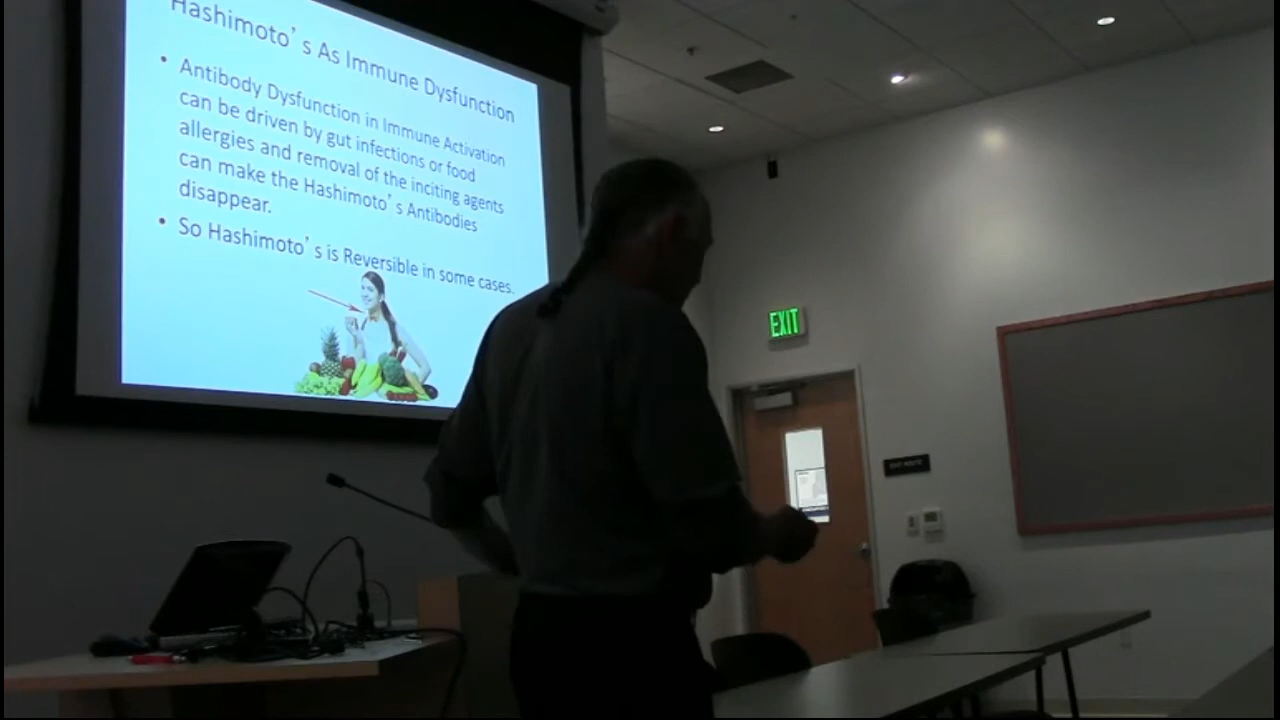 Hashimoto's As Immune Dysfunction
• Antibody Dysfunction in Immune Activation
can be driven by gut infections or food
allergies and removal of the inciting agents
can make the Hashimoto's Antibodies
disappear.
• So Hashimoto's is Reversible in some cases.
EXIT